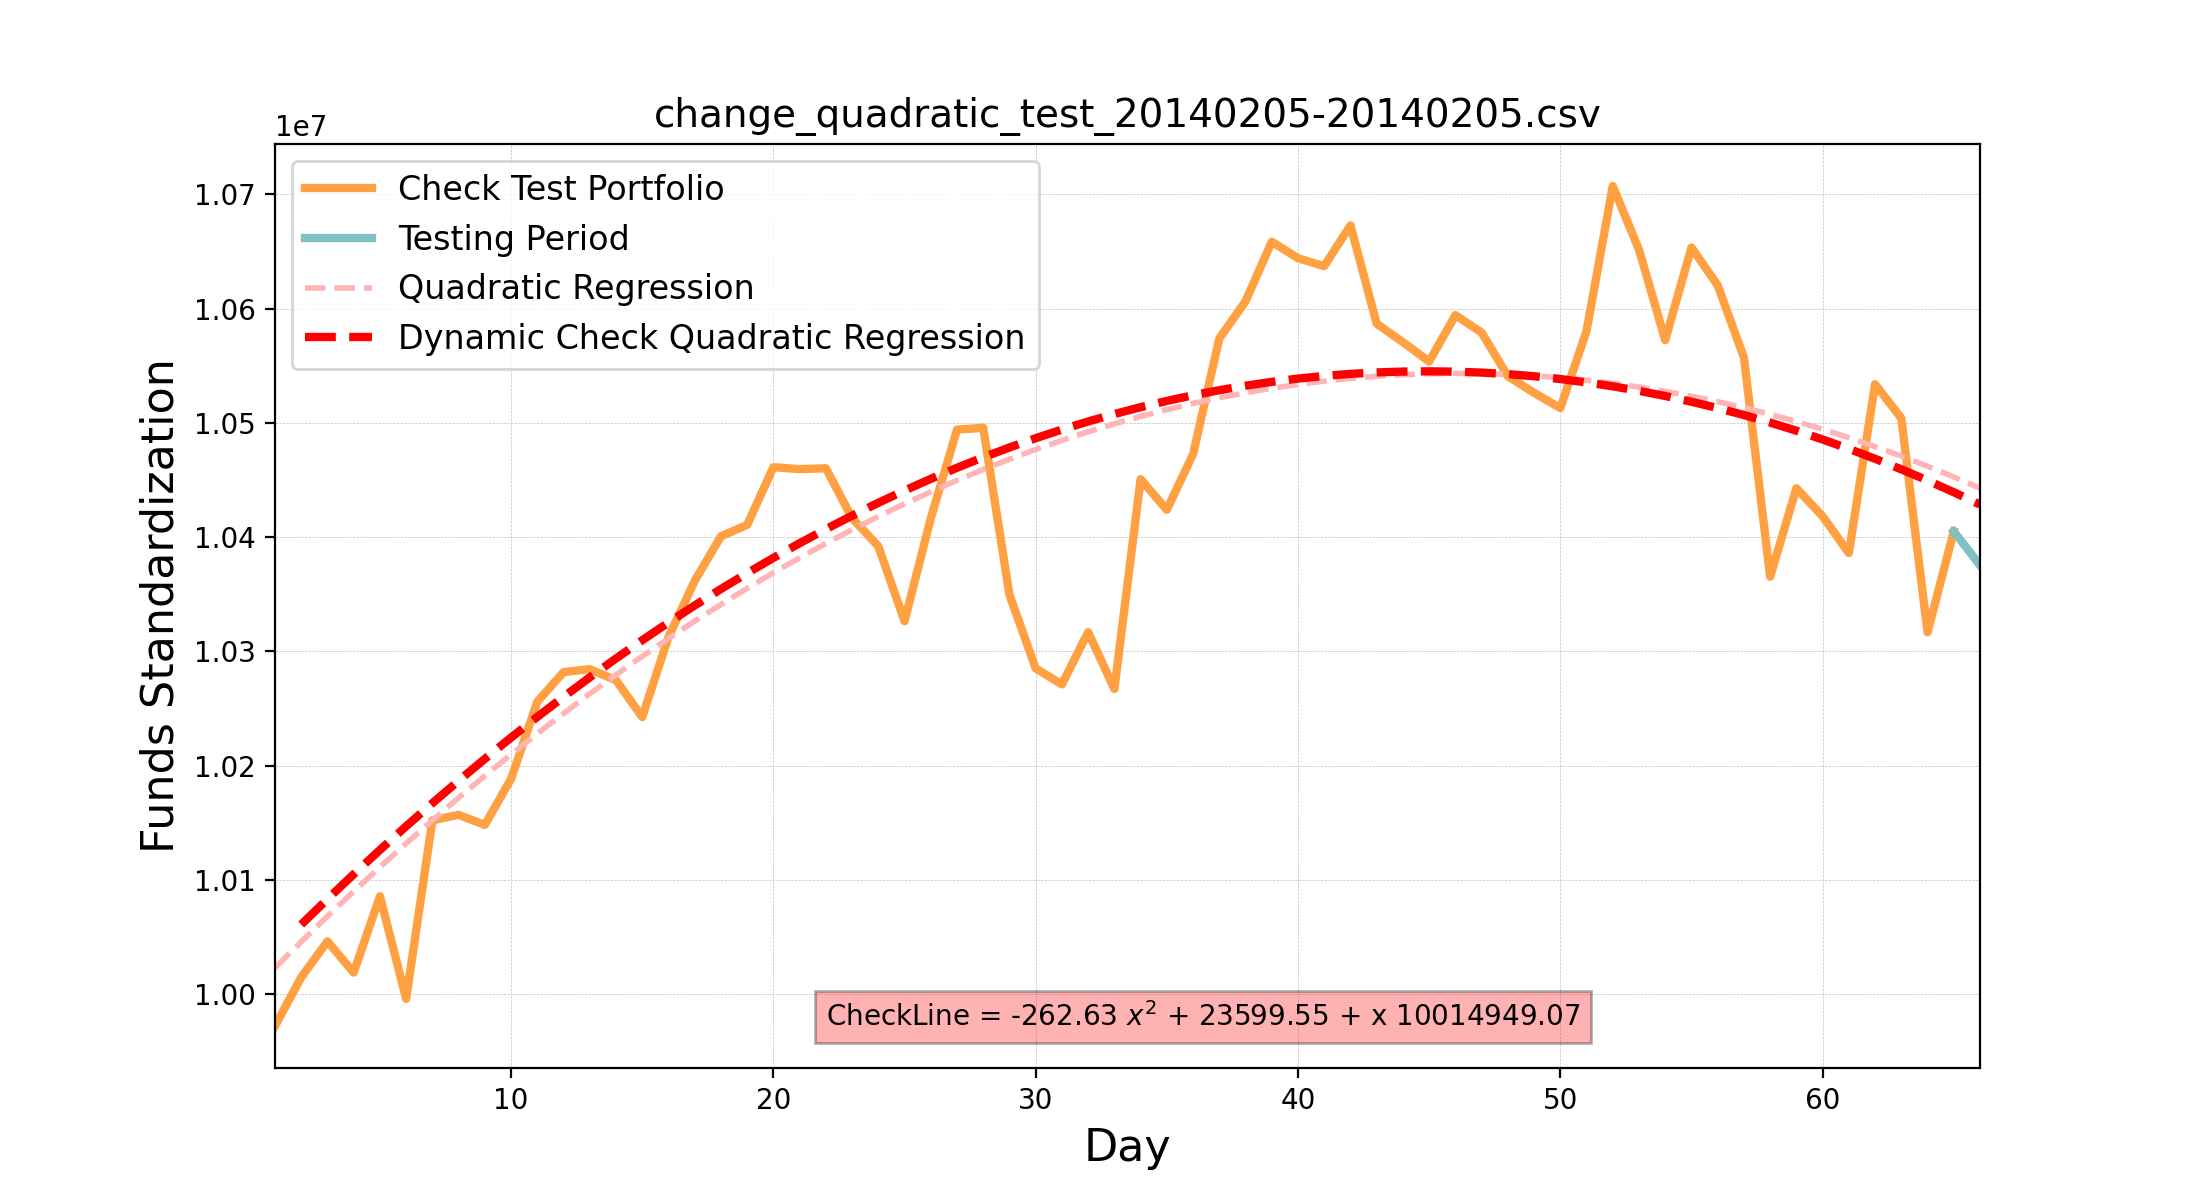 change_quadratic_test_20140205-20140205.csv
1e7
Check Test Portfolio
Testing Period
Quadratic Regression
Dynamic Check Quadratic Regression
1.07
1.06
1.05
1.04
1.03
1.02
1.01
1.00
Funds Standardization
CheckLine = -262.63 x² + 23599.55 + x 10014949.07
10 20 30 40 50 60
Day